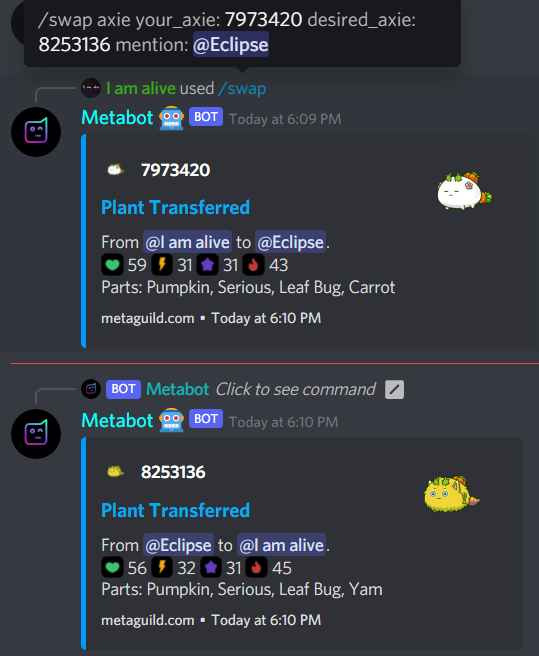 /swap axie your_axie: 7973420 desired_axie:
8253136 mention: @Eclipse
I am alive used /swap
Metabot BOT Today at 6:09 PM
7973420
Plant Transferred
From @I am alive to @Eclipse.
59 31 31 43
Parts: Pumpkin, Serious, Leaf Bug, Carrot
metaguild.com • Today at 6:10 PM
BOT Metabot Click to see command
Metabot BOT Today at 6:10 PM
8253136
Plant Transferred
From @Eclipse to @I am alive.
56 32 31 45
Parts: Pumpkin, Serious, Leaf Bug, Yam
metaguild.com • Today at 6:10 PM